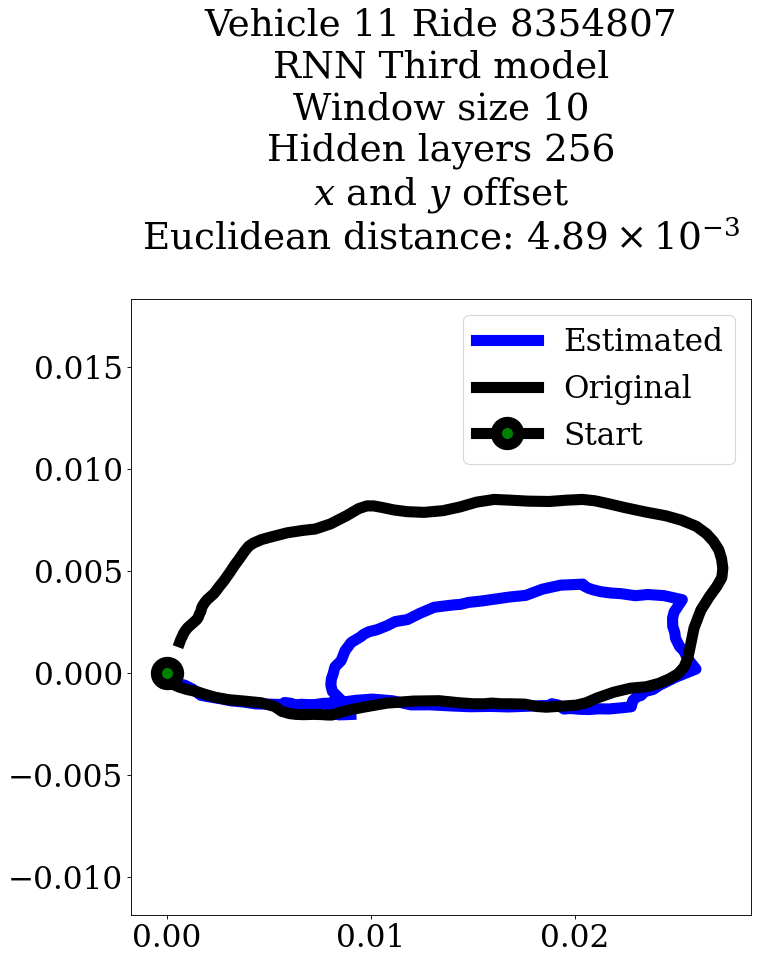 Vehicle 11 Ride 8354807
RNN Third model
Window size 10
Hidden layers 256
x and y offset
Euclidean distance: 4.89 × 10⁻³
Estimated
Original
Start
0.015
0.010
0.005
0.000
−0.005
−0.010
0.00 0.01 0.02